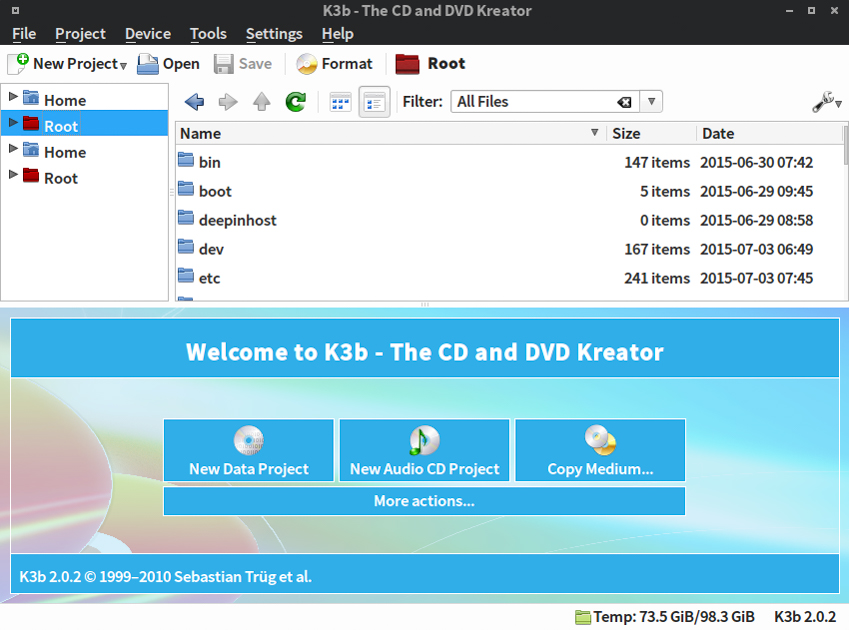 K3b - The CD and DVD Kreator
File Project Device Tools Settings Help
New Project Open Save Format Root
Home
Root
Home
Root
Filter: All Files
Name Size Date
bin 147 items 2015-06-30 07:42
boot 5 items 2015-06-29 09:45
deepinhost 0 items 2015-06-29 08:58
dev 167 items 2015-07-03 06:49
etc 241 items 2015-07-03 07:45
Welcome to K3b - The CD and DVD Kreator
New Data Project New Audio CD Project Copy Medium...
More actions...
K3b 2.0.2 © 1999–2010 Sebastian Trüg et al.
Temp: 73.5 GiB/98.3 GiB K3b 2.0.2